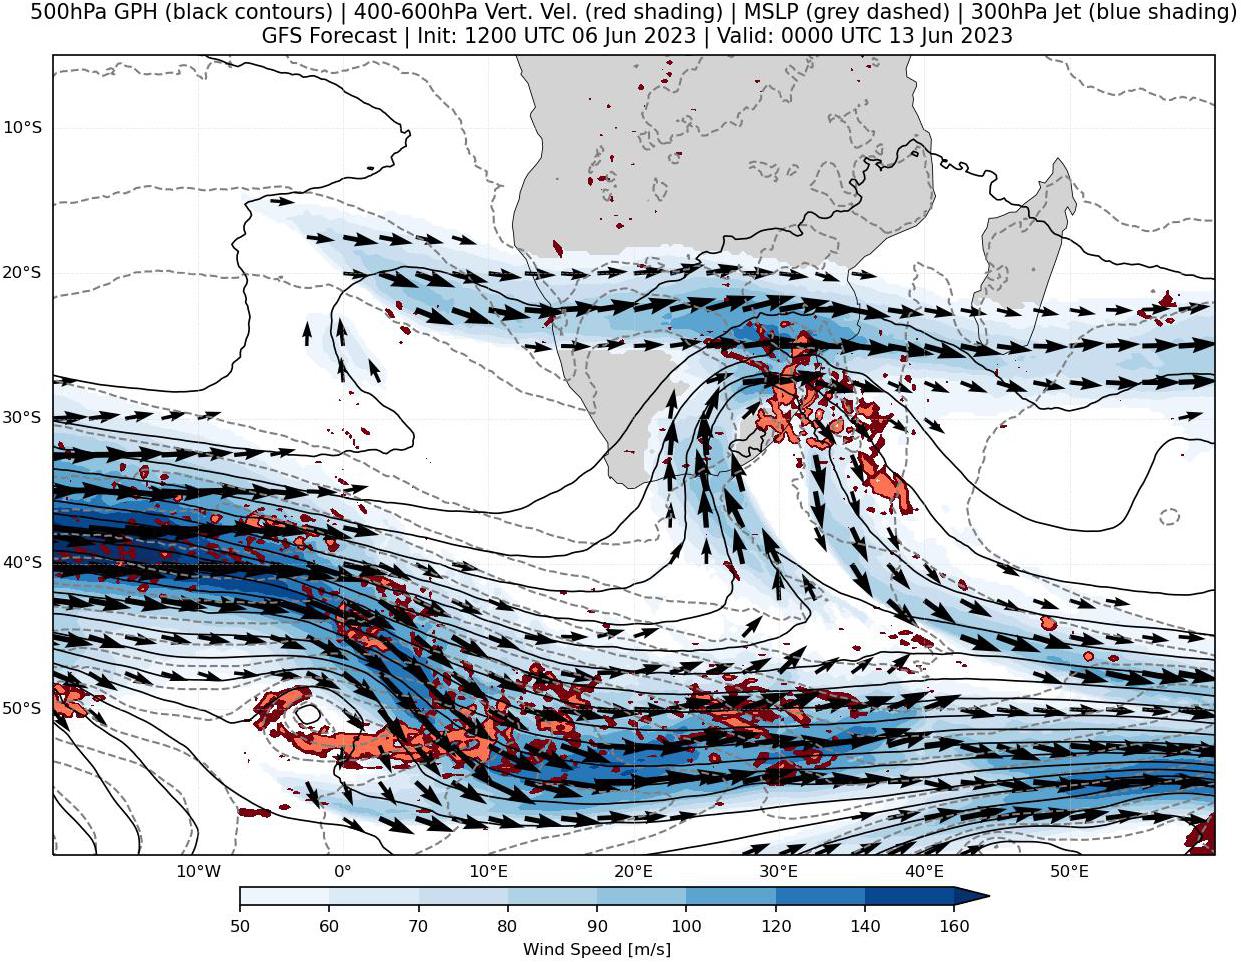 500hPa GPH (black contours) | 400-600hPa Vert. Vel. (red shading) | MSLP (grey dashed) | 300hPa Jet (blue shading)
GFS Forecast | Init: 1200 UTC 06 Jun 2023 | Valid: 0000 UTC 13 Jun 2023
10°S
20°S
30°S
40°S
50°S
10°W 0° 10°E 20°E 30°E 40°E 50°E
50 60 70 80 90 100 120 140 160
Wind Speed [m/s]